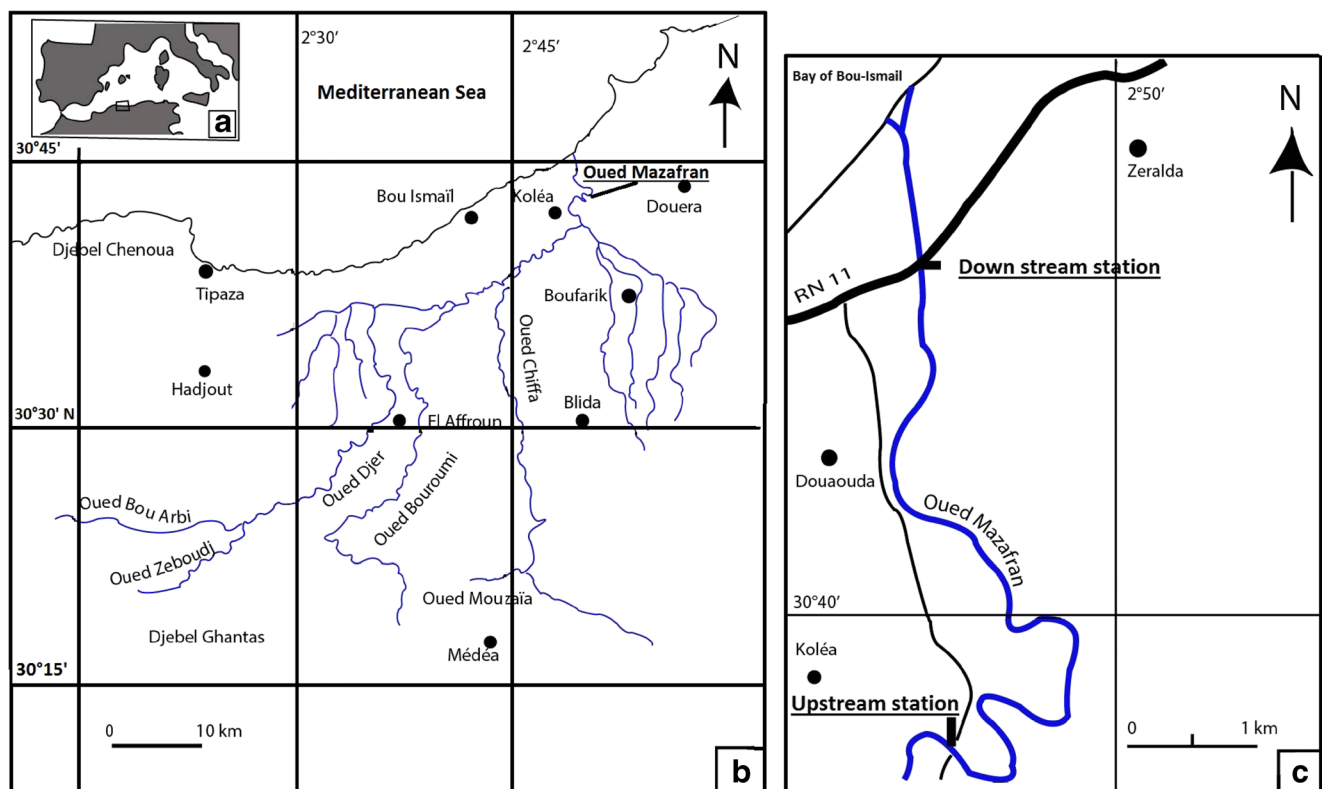 a
2°30'
2°45'
N
Mediterranean Sea
30°45'
Oued Mazafran
Bou Ismaïl
Koléa
Douera
Djebel Chenoua
Tipaza
Boufarik
Oued Chiffa
Hadjout
Blida
30°30' N
El Affroun
Oued Djer
Oued Bouroumi
Oued Bou Arbi
Oued Zeboudj
Oued Mouzaïa
Djebel Ghantas
Médéa
30°15'
0 10 km
b
Bay of Bou-Ismail
2°50'
N
Zeralda
Down stream station
RN 11
Douaouda
Oued Mazafran
30°40'
Koléa
Upstream station
0 1 km
c